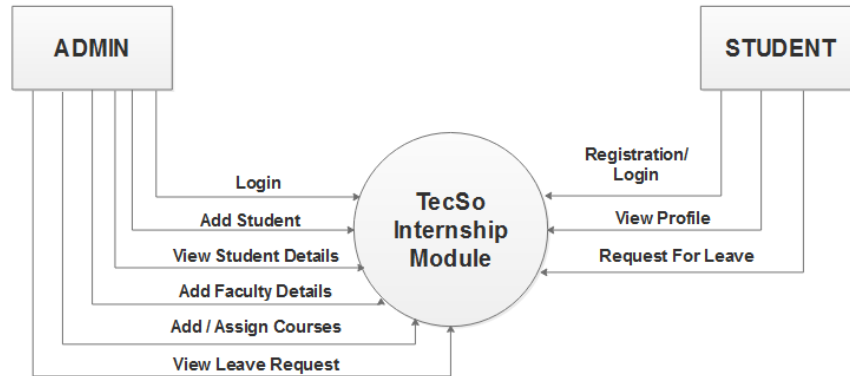 ADMIN
STUDENT
TecSo
Internship
Module
Login
Add Student
View Student Details
Add Faculty Details
Add / Assign Courses
View Leave Request
Registration/
Login
View Profile
Request For Leave